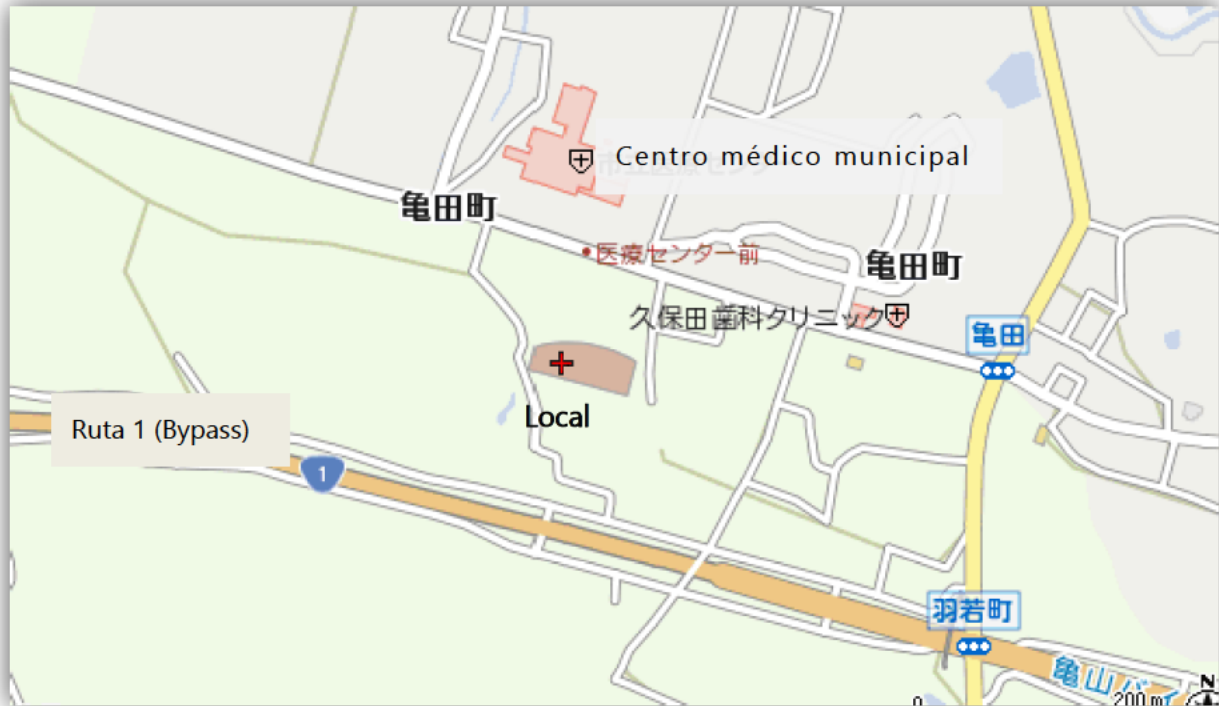 Centro médico municipal
亀田町
医療センター前
亀田町
久保田歯科クリニック
亀田
Local
Ruta 1 (Bypass)
1
羽若町
亀山バイ
0
200m
N